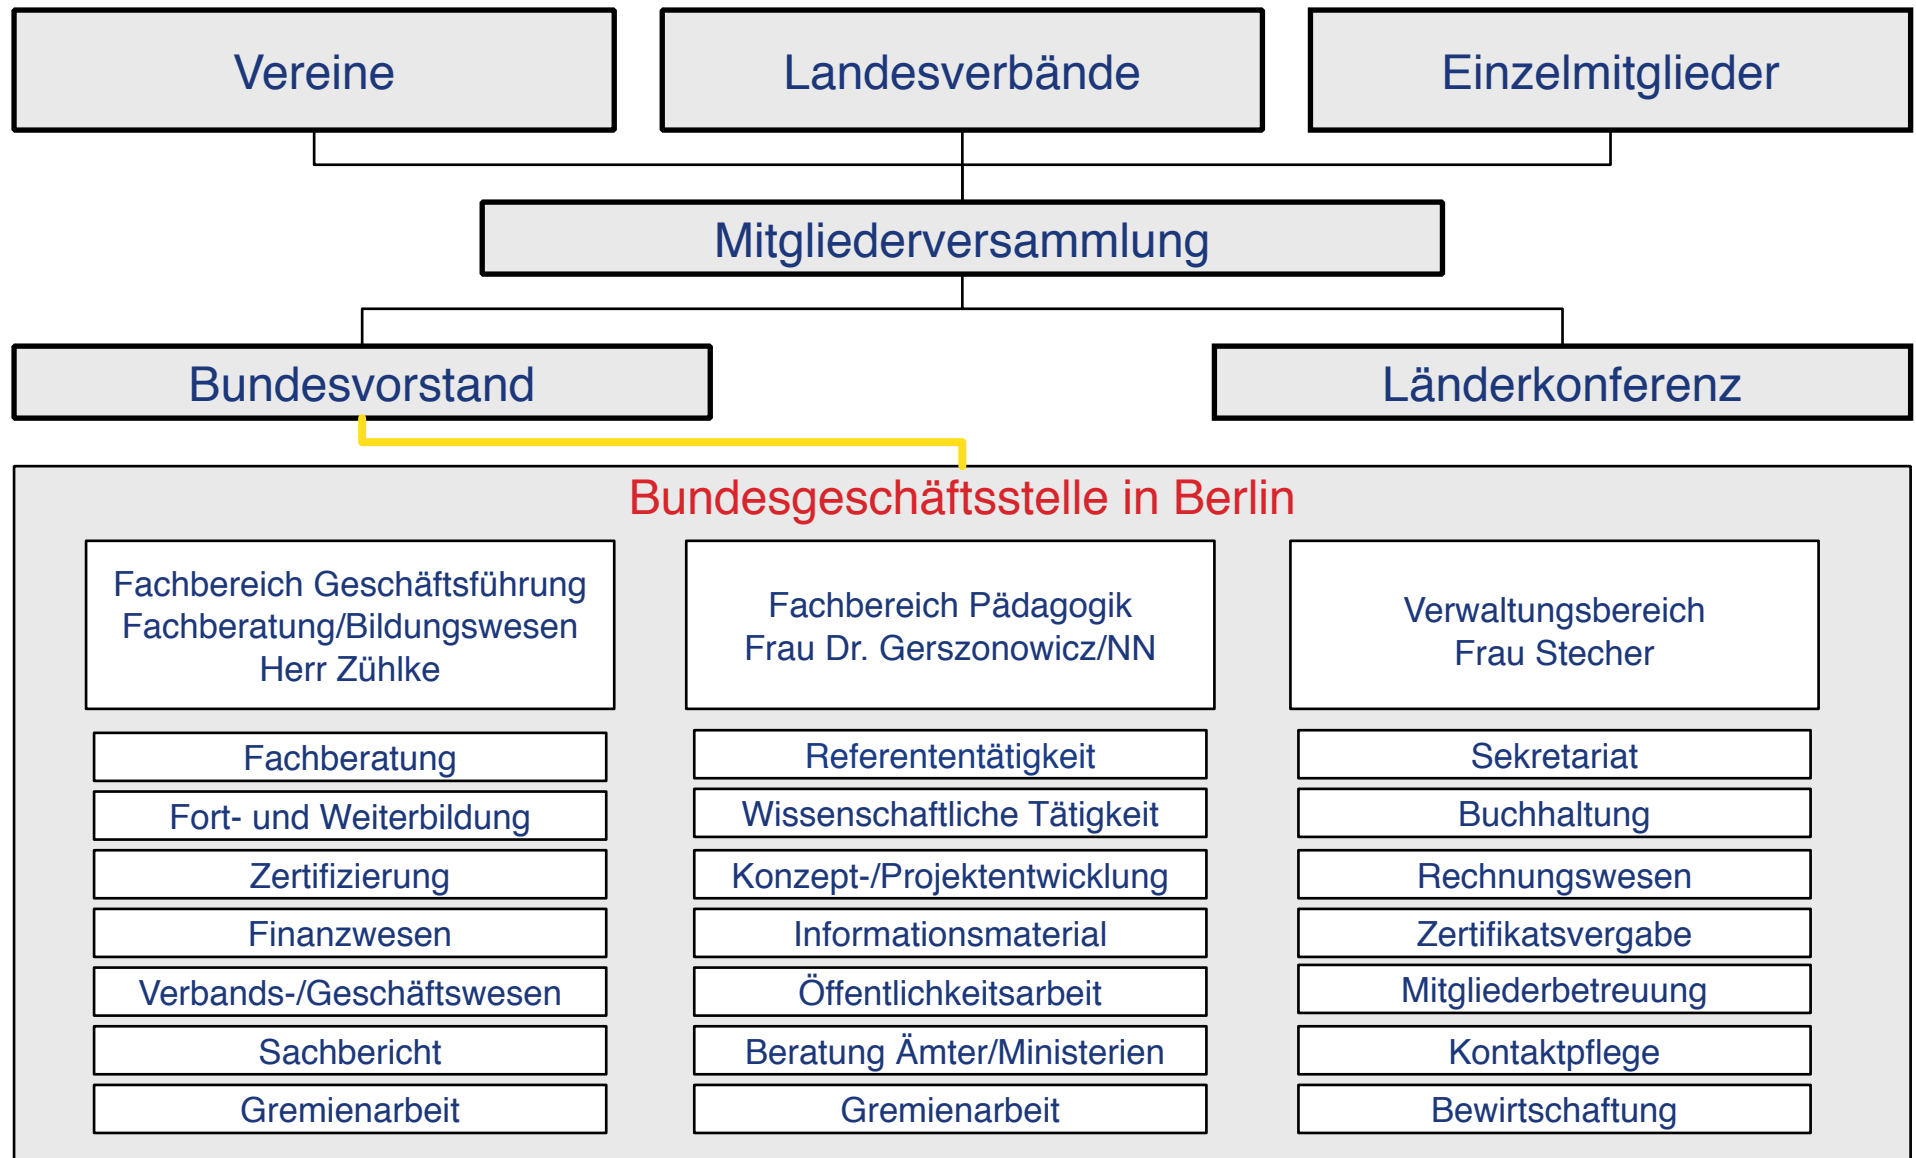 Vereine
Landesverbände
Einzelmitglieder
Mitgliederversammlung
Bundesvorstand
Länderkonferenz
Bundesgeschäftsstelle in Berlin
Fachbereich Geschäftsführung
Fachberatung/Bildungswesen
Herr Zühlke
Fachberatung
Fort- und Weiterbildung
Zertifizierung
Finanzwesen
Verbands-/Geschäftswesen
Sachbericht
Gremienarbeit
Fachbereich Pädagogik
Frau Dr. Gerszonowicz/NN
Referententätigkeit
Wissenschaftliche Tätigkeit
Konzept-/Projektentwicklung
Informationsmaterial
Öffentlichkeitsarbeit
Beratung Ämter/Ministerien
Gremienarbeit
Verwaltungsbereich
Frau Stecher
Sekretariat
Buchhaltung
Rechnungswesen
Zertifikatsvergabe
Mitgliederbetreuung
Kontaktpflege
Bewirtschaftung